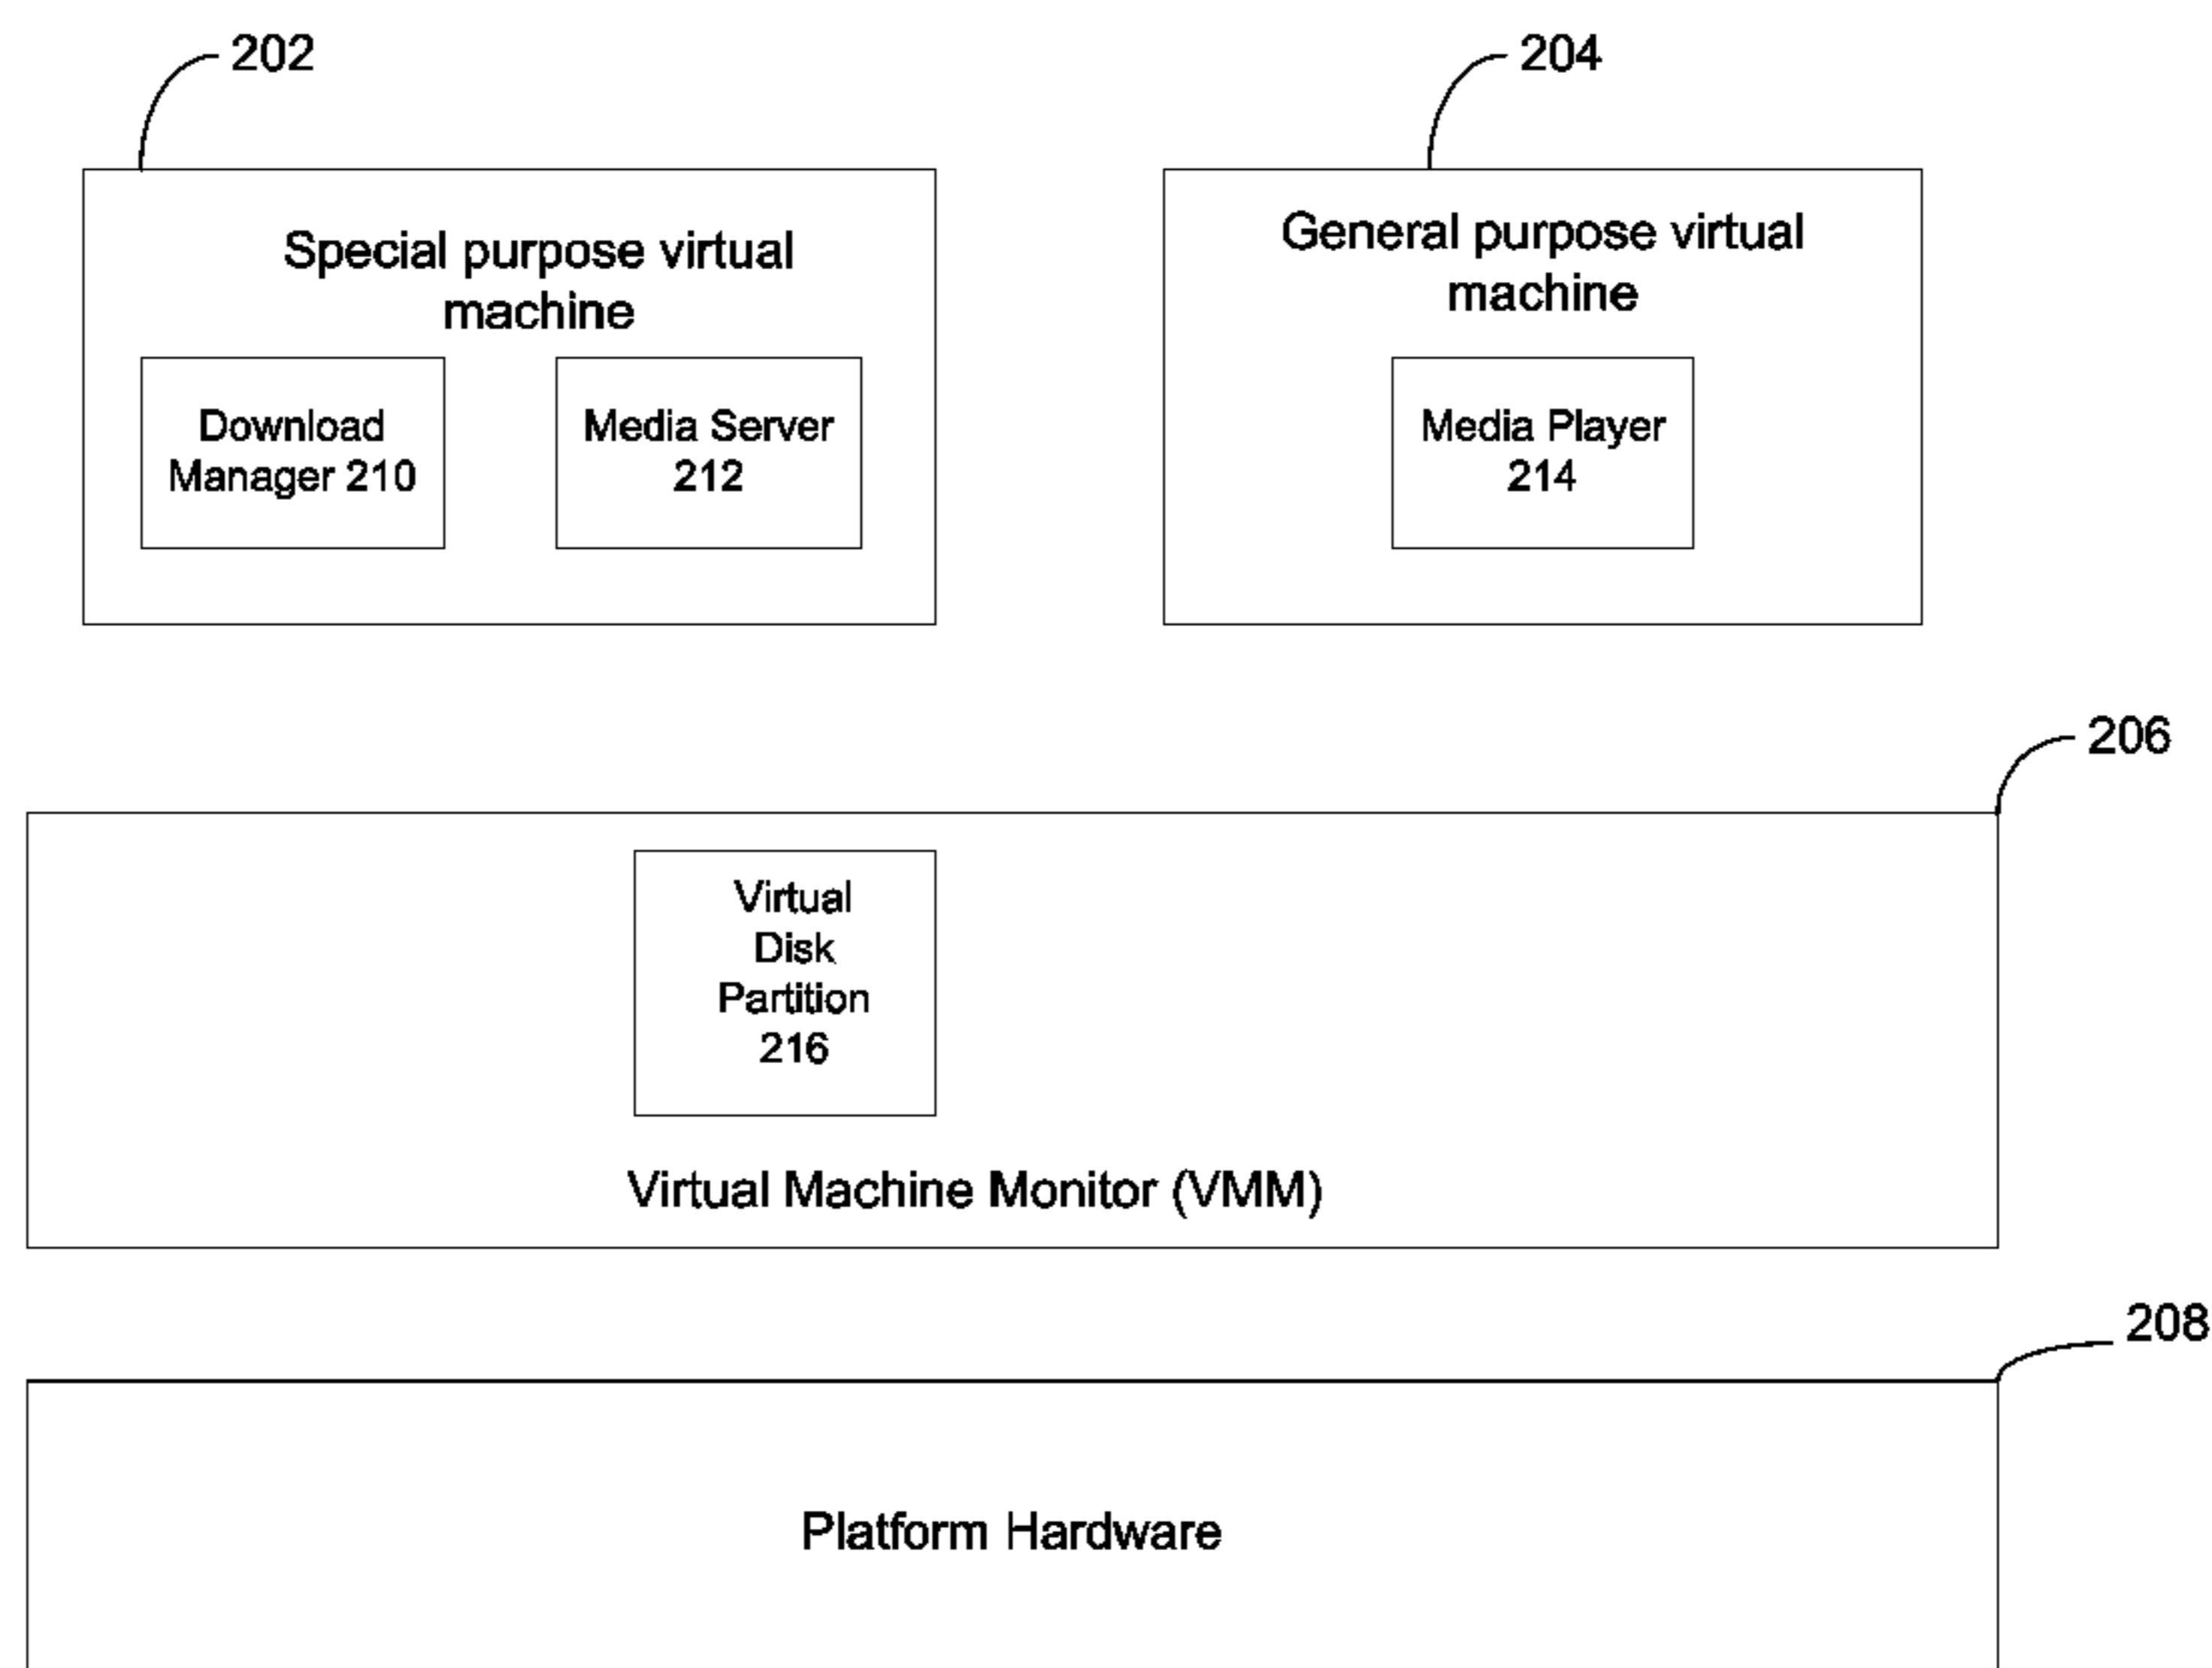 202
204
Special purpose virtual
machine
General purpose virtual
machine
Download
Manager 210
Media Server
212
Media Player
214
206
Virtual
Disk
Partition
216
Virtual Machine Monitor (VMM)
208
Platform Hardware